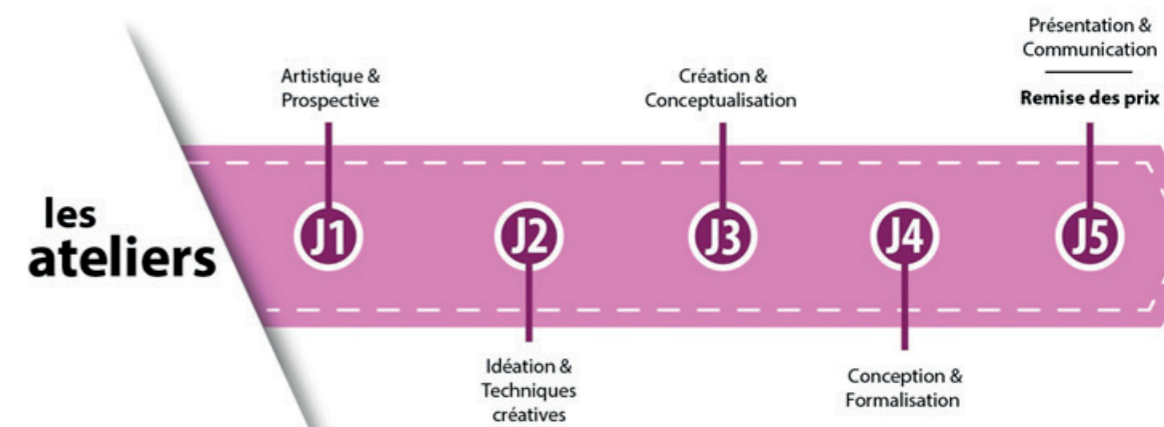 les
ateliers
Artistique &
Prospective
J1
J2
Idéation &
Techniques
créatives
Création &
Conceptualisation
J3
J4
Conception &
Formalisation
Présentation &
Communication
Remise des prix
J5